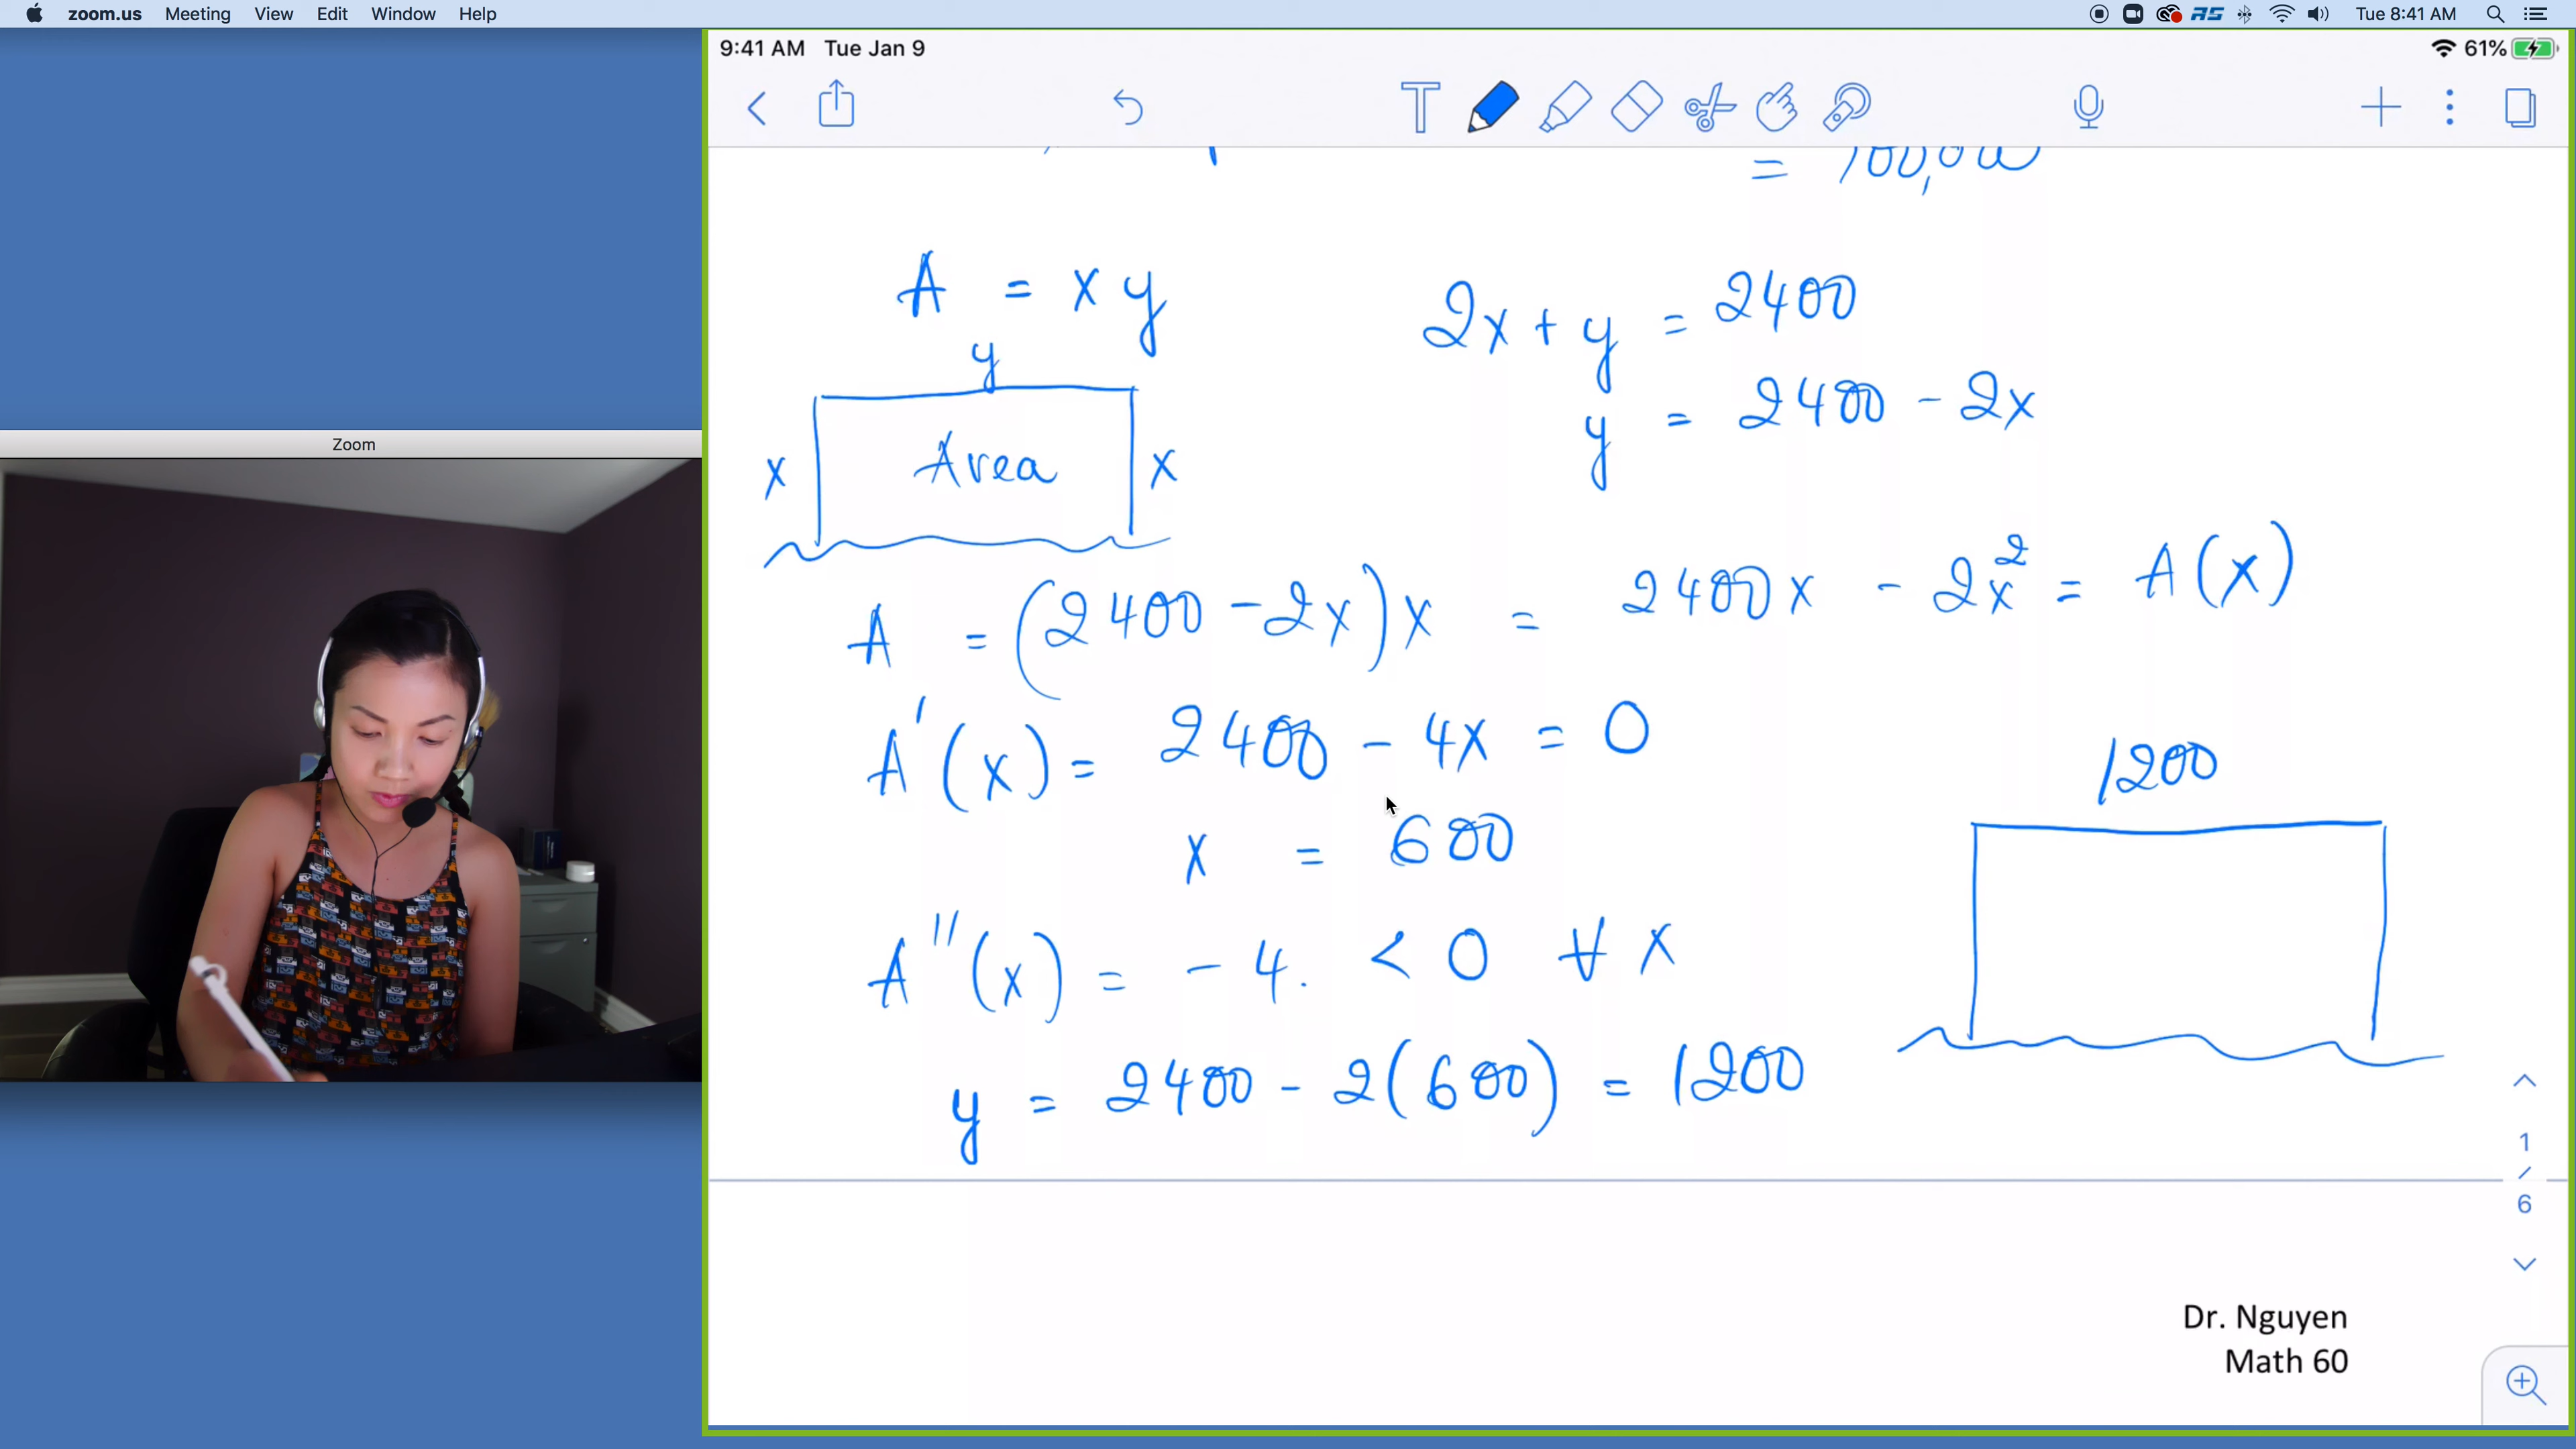 zoom.us Meeting View Edit Window Help
Tue 8:41 AM
9:41 AM Tue Jan 9
61%
T
= 100,000
A = xy
2x + y = 2400
y = 2400 - 2x
y
x Area x
A = (2400 - 2x)x = 2400x - 2x² = A(x)
A'(x) = 2400 - 4x = 0
x = 600
A''(x) = -4. < 0 ∀ x
y = 2400 - 2(600) = 1200
1200
1
/
6
Dr. Nguyen
Math 60
Zoom